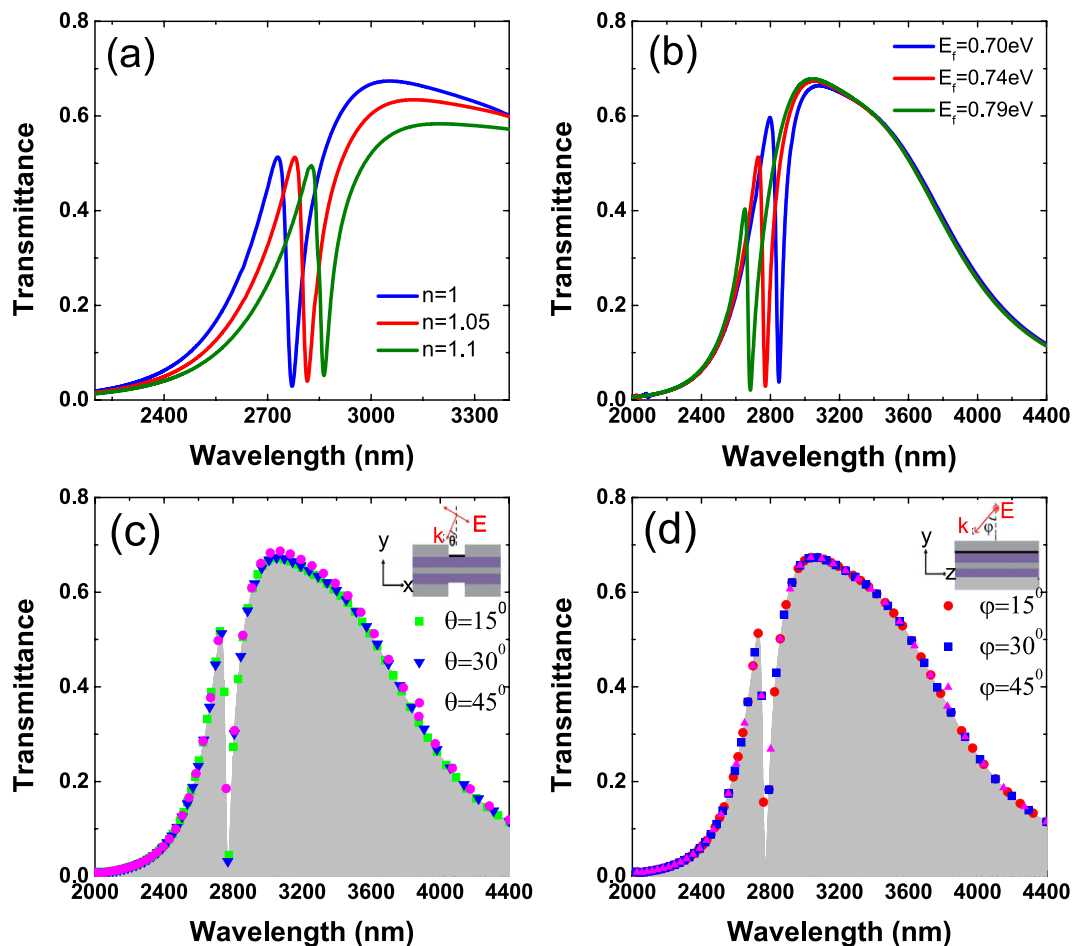 (a)
Transmittance
0.8
0.6
0.4
0.2
0.0
n=1
n=1.05
n=1.1
2400 2700 3000 3300
Wavelength (nm)
(b)
Transmittance
0.8
0.6
0.4
0.2
0.0
E_f=0.70eV
E_f=0.74eV
E_f=0.79eV
2000 2400 2800 3200 3600 4000 4400
Wavelength (nm)
(c)
Transmittance
0.8
0.6
0.4
0.2
0.0
k E
θ
y
x
θ=15⁰
θ=30⁰
θ=45⁰
2000 2400 2800 3200 3600 4000 4400
Wavelength (nm)
(d)
Transmittance
0.8
0.6
0.4
0.2
0.0
E
k φ
y
z
φ=15⁰
φ=30⁰
φ=45⁰
2000 2400 2800 3200 3600 4000 4400
Wavelength (nm)